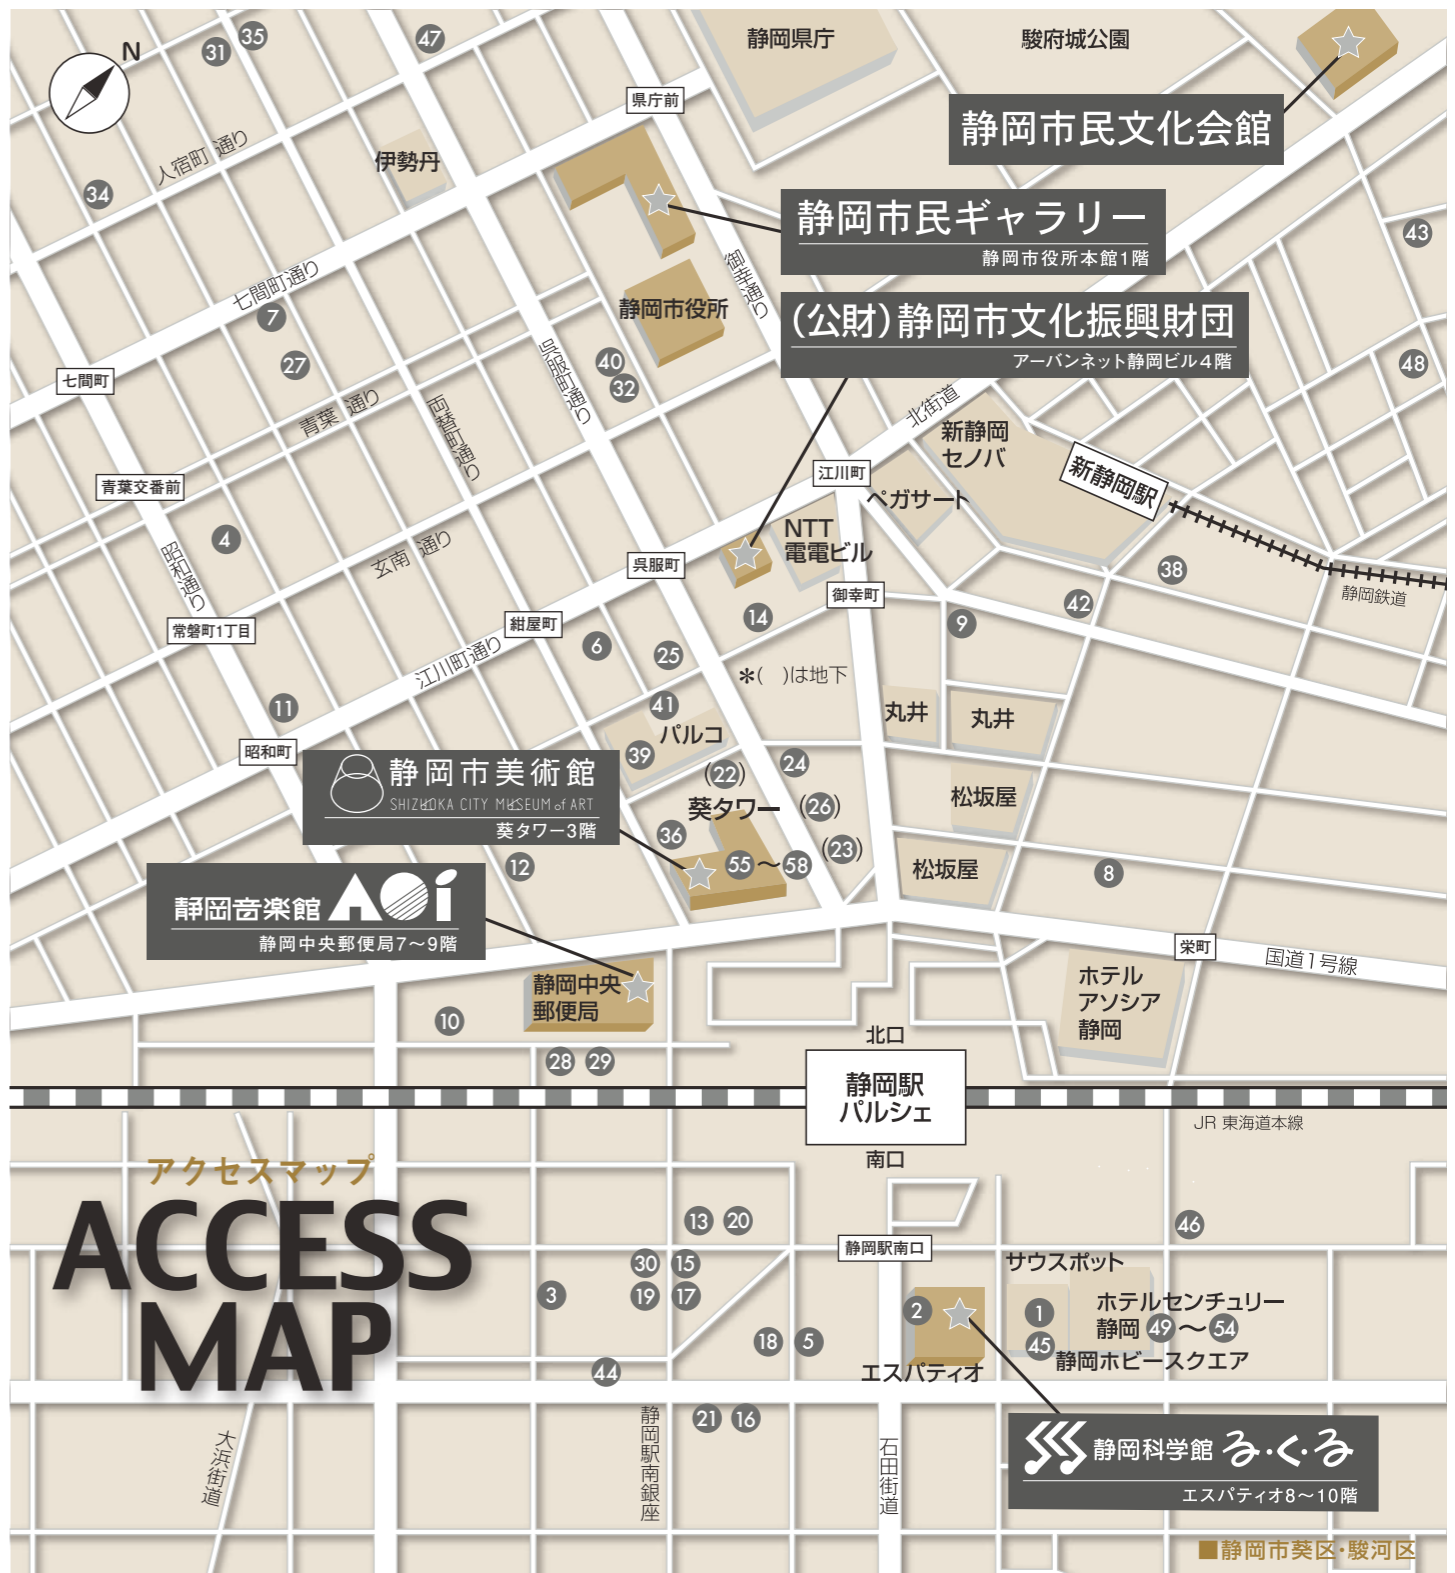 N
31
35
47
静岡県庁
駿府城公園
県庁前
静岡市民文化会館
人宿町通り
伊勢丹
34
静岡市民ギャラリー
静岡市役所本館1階
43
七間町通り
7
御幸通り
静岡市役所
(公財)静岡市文化振興財団
アーバンネット静岡ビル4階
27
七間町
呉服町通り
40
32
48
青葉通り
両替町通り
北街道
新静岡
セノバ
新静岡駅
青葉交番前
江川町
ペガサート
4
昭和通り
玄南通り
NTT
電電ビル
呉服町
38
静岡鉄道
御幸町
42
常磐町1丁目
紺屋町
14
9
6
25
江川町通り
*( )は地下
11
41
パルコ
丸井
丸井
昭和町
39
(22)
24
静岡市美術館
SHIZUOKA CITY MUSEUM of ART
葵タワー3階
葵タワー
(26)
松坂屋
36
(23)
55~58
12
松坂屋
8
静岡音楽館 AOi
静岡中央郵便局7~9階
栄町
国道1号線
静岡中央
郵便局
ホテル
アソシア
静岡
10
北口
28
29
静岡駅
パルシェ
JR 東海道本線
南口
アクセスマップ
ACCESS
MAP
13
20
46
静岡駅南口
30
15
サウスポット
3
19
17
2
1
ホテルセンチュリー
静岡 49~54
18
5
45
静岡ホビースクエア
44
エスパティオ
21
16
静岡駅南銀座
大浜街道
石田街道
静岡科学館 る・く・る
エスパティオ8~10階
■静岡市葵区・駿河区